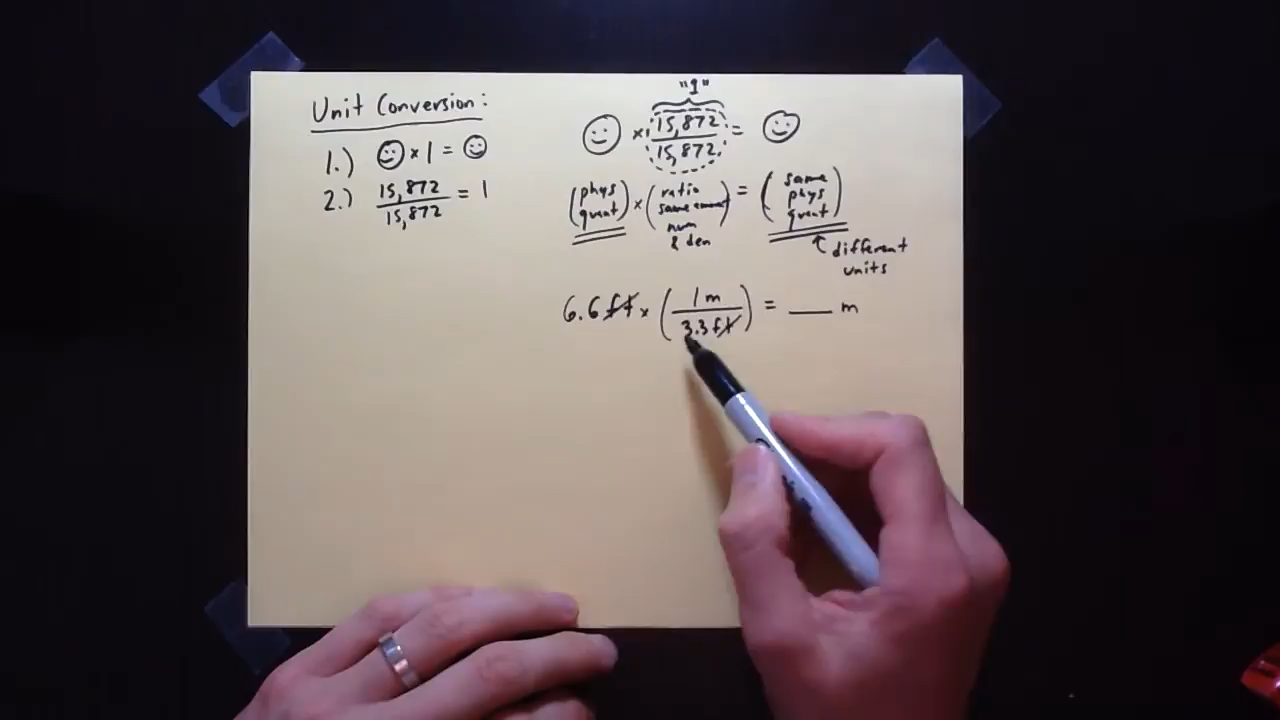 Unit Conversion:
1.) ☺ × 1 = ☺
2.) 15,872
15,872
= 1
"1"
☺ × 15,872
15,872
= ☺
(phys
quant) × (ratio
same amount
num
& den) = (same
phys
quant)
↑ different
units
6.6 ft × (1 m
3.3 ft) = ___ m